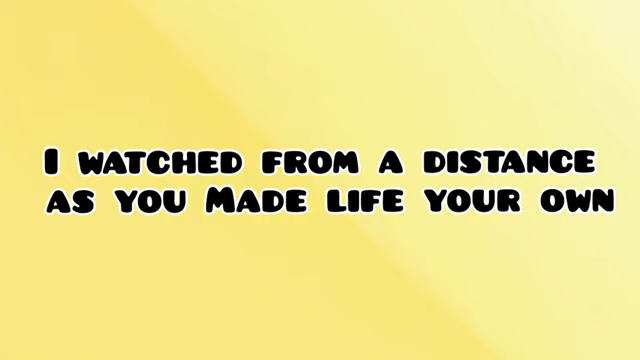 I WATCHED FROM A DISTANCE
AS YOU MADE LIFE YOUR OWN